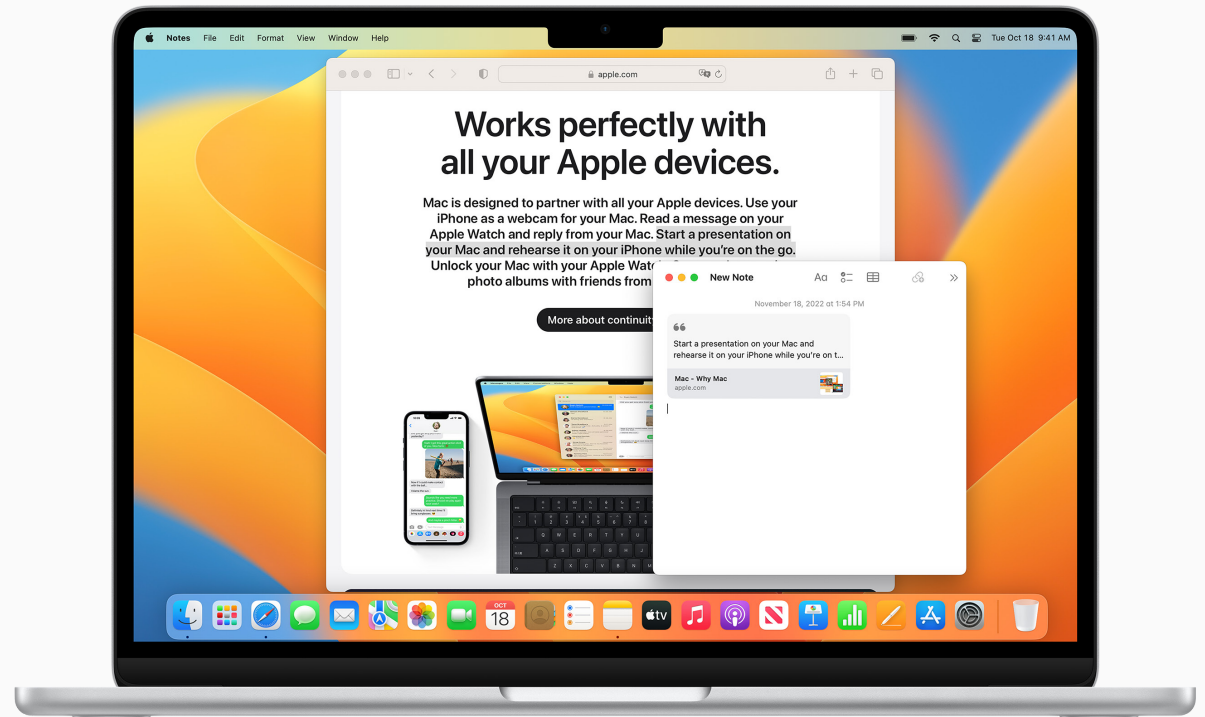 Notes File Edit Format View Window Help
Tue Oct 18 9:41 AM
apple.com
Works perfectly with
all your Apple devices.
Mac is designed to partner with all your Apple devices. Use your
iPhone as a webcam for your Mac. Read a message on your
Apple Watch and reply from your Mac. Start a presentation on
your Mac and rehearse it on your iPhone while you're on the go.
Unlock your Mac with your Apple Watch
photo albums with friends from
More about continuity
New Note
Aa
November 18, 2022 at 1:54 PM
Start a presentation on your Mac and
rehearse it on your iPhone while you're on t...
Mac - Why Mac
apple.com
OCT
18
tv